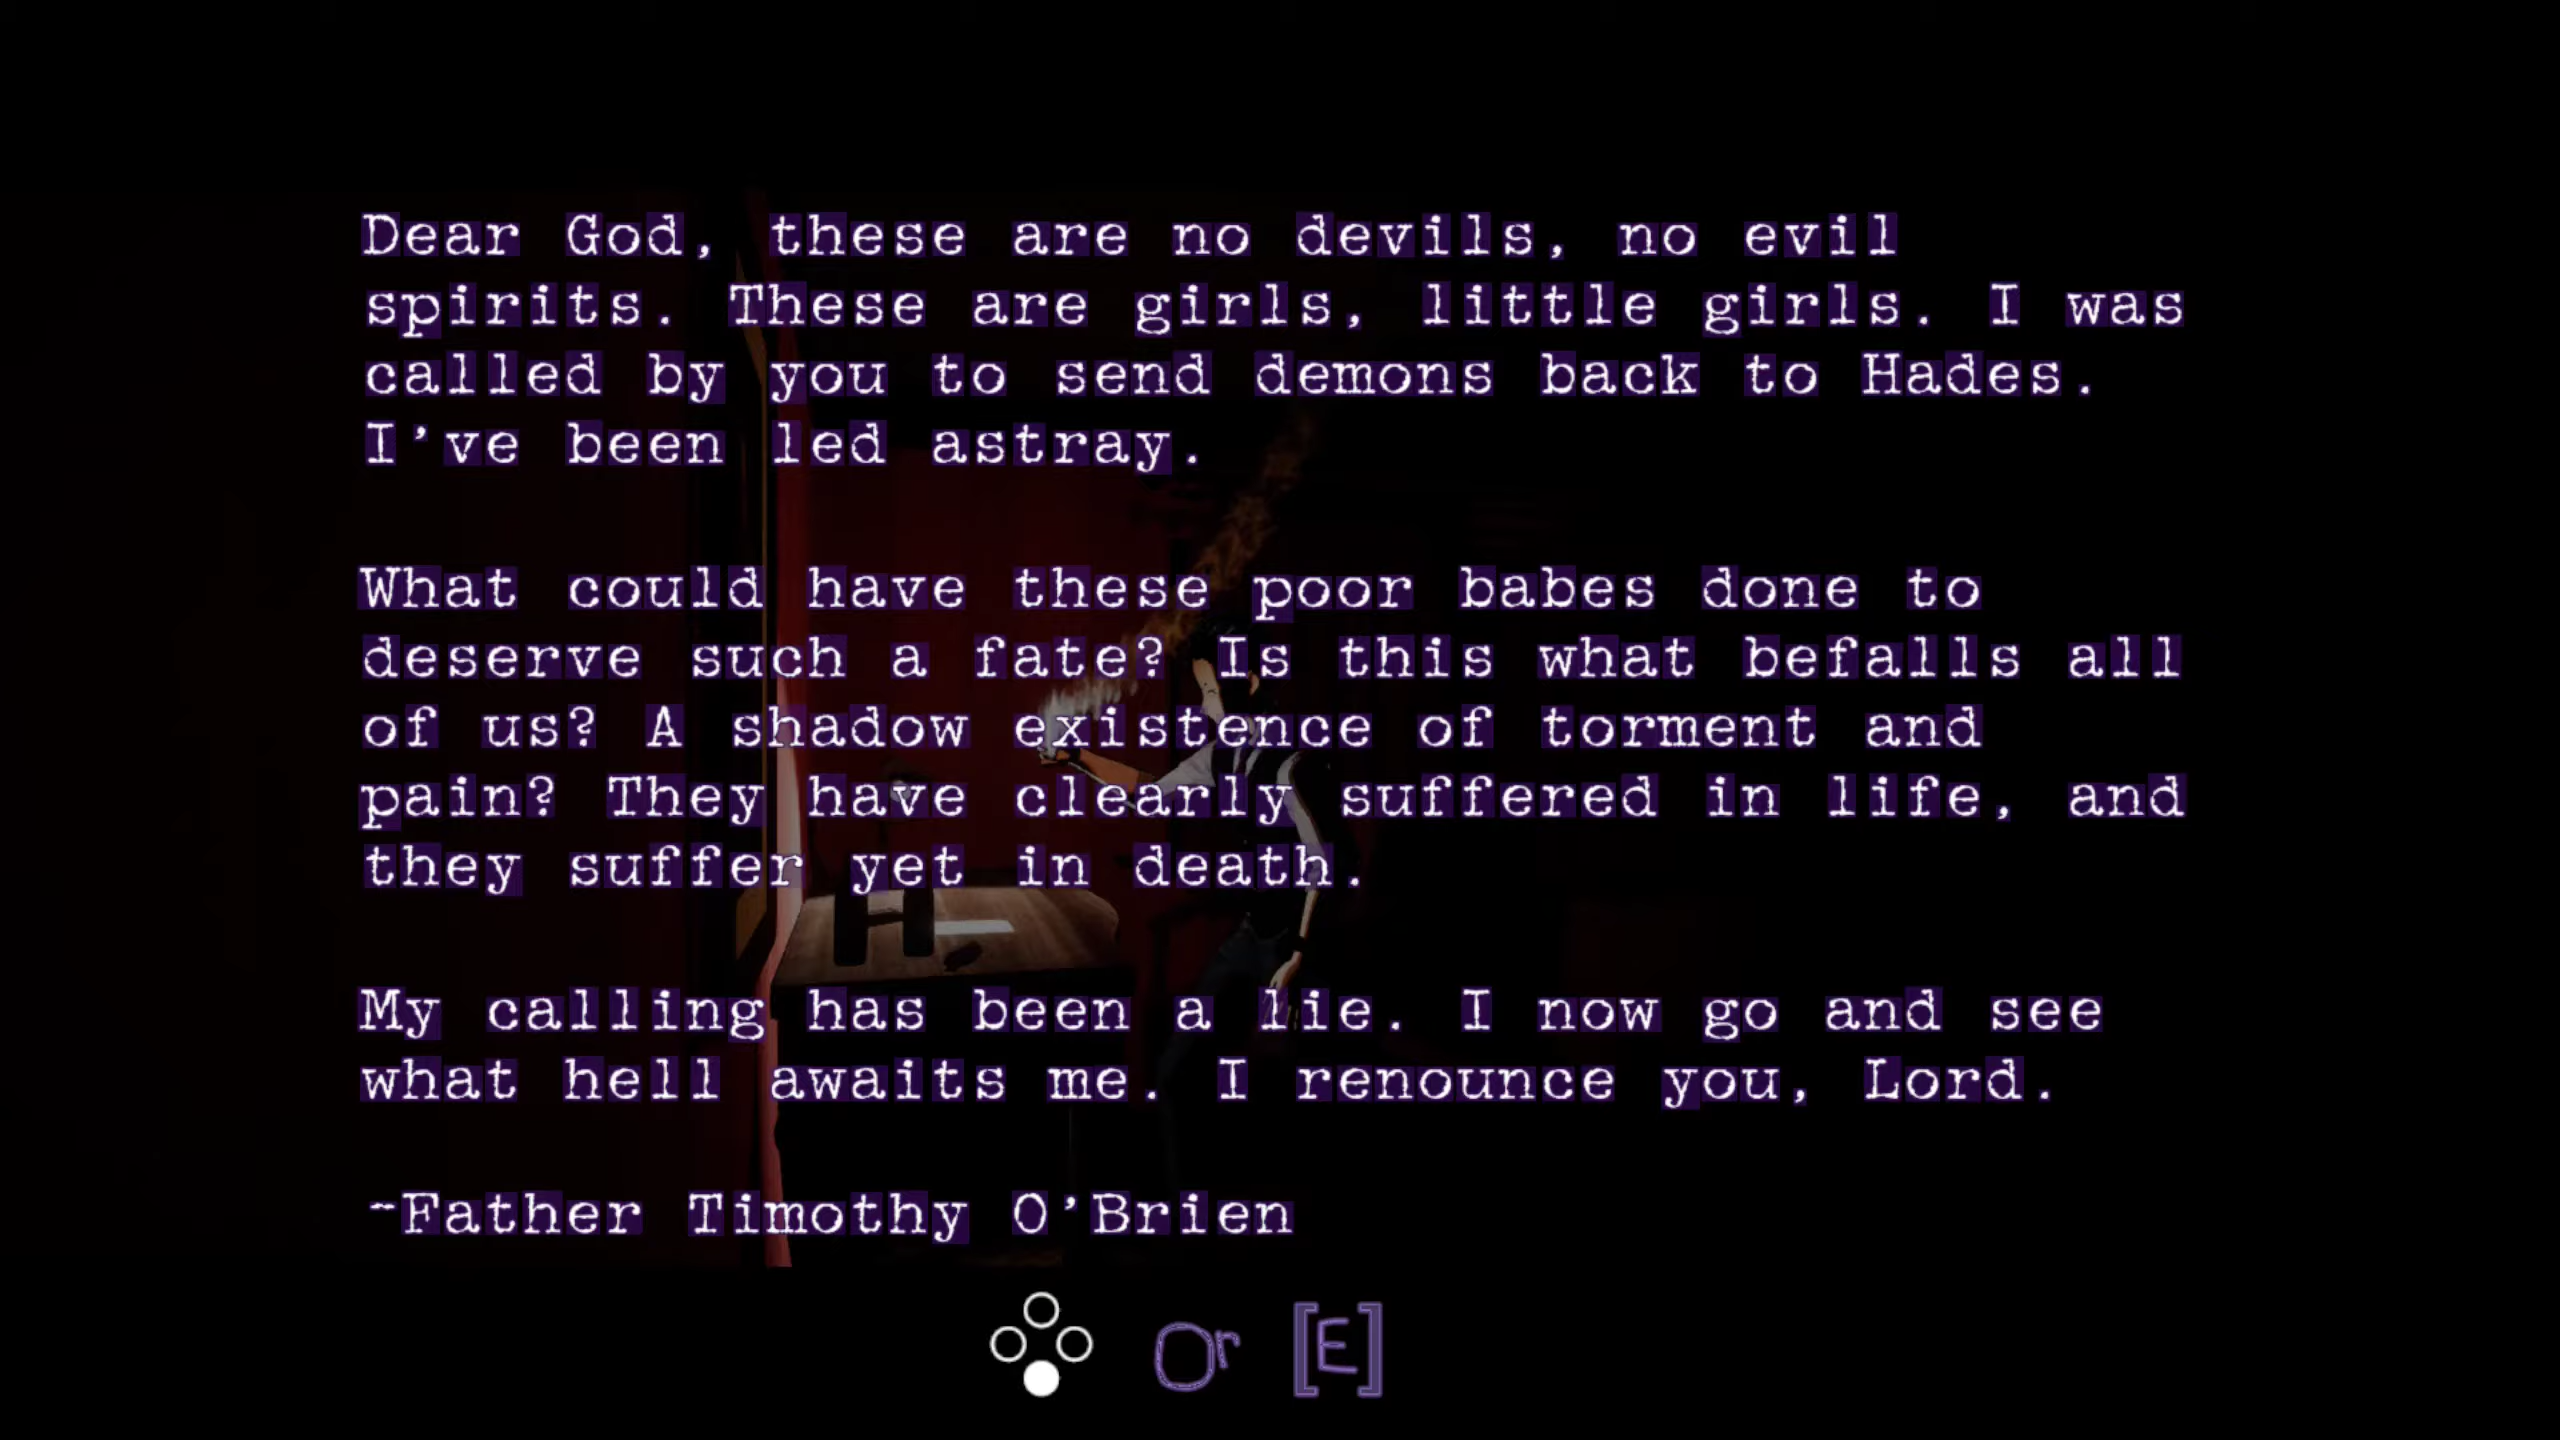 Dear God, these are no devils, no evil
spirits. These are girls, little girls. I was
called by you to send demons back to Hades.
I've been led astray.
What could have these poor babes done to
deserve such a fate? Is this what befalls all
of us? A shadow existence of torment and
pain? They have clearly suffered in life, and
they suffer yet in death.
My calling has been a lie. I now go and see
what hell awaits me. I renounce you, Lord.
~Father Timothy O'Brien
Or [E]